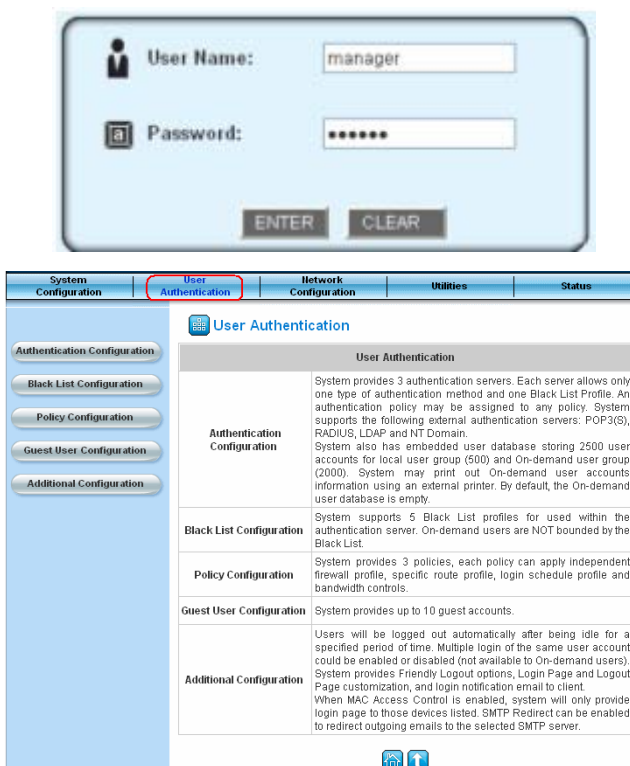 User Name:
manager
a
Password:
••••••
ENTER
CLEAR
System Configuration
User Authentication
Network Configuration
Utilities
Status
User Authentication
Authentication Configuration
Black List Configuration
Policy Configuration
Guest User Configuration
Additional Configuration
User Authentication
Authentication
Configuration
System provides 3 authentication servers. Each server allows only
one type of authentication method and one Black List Profile. An
authentication policy may be assigned to any policy. System
supports the following external authentication servers: POP3(S),
RADIUS, LDAP and NT Domain.
System also has embedded user database storing 2500 user
accounts for local user group (500) and On-demand user group
(2000). System may print out On-demand user accounts
information using an external printer. By default, the On-demand
user database is empty.
Black List Configuration
System supports 5 Black List profiles for used within the
authentication server. On-demand users are NOT bounded by the
Black List.
Policy Configuration
System provides 3 policies, each policy can apply independent
firewall profile, specific route profile, login schedule profile and
bandwidth controls.
Guest User Configuration
System provides up to 10 guest accounts.
Additional Configuration
Users will be logged out automatically after being idle for a
specified period of time. Multiple login of the same user account
could be enabled or disabled (not available to On-demand users).
System provides Friendly Logout options, Login Page and Logout
Page customization, and login notification email to client.
When MAC Access Control is enabled, system will only provide
login page to those devices listed. SMTP Redirect can be enabled
to redirect outgoing emails to the selected SMTP server.